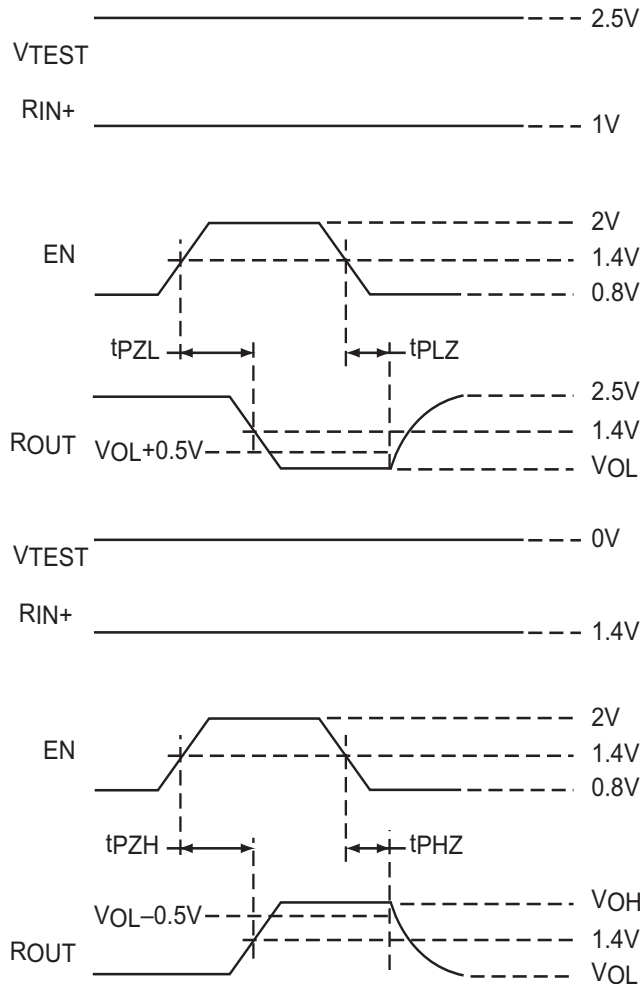 2.5V
VTEST
RIN+
1V
2V
EN
1.4V
0.8V
tPZL
tPLZ
2.5V
1.4V
ROUT
VOL+0.5V
VOL
VTEST
0V
RIN+
1.4V
2V
EN
1.4V
0.8V
tPZH
tPHZ
VOH
VOL–0.5V
1.4V
ROUT
VOL